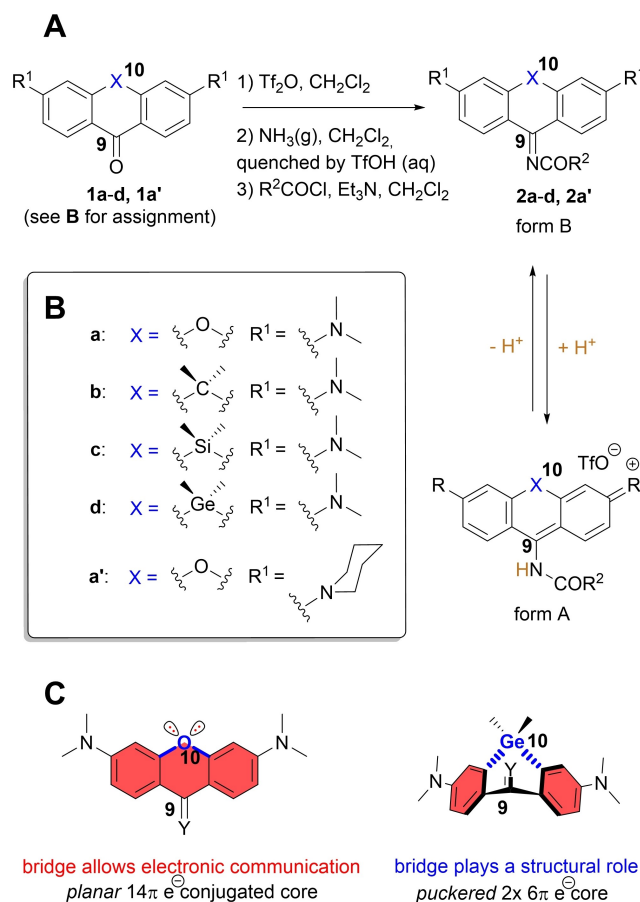 A
R¹ X 10 R¹
9
O
1a-d, 1a'
(see B for assignment)
1) Tf₂O, CH₂Cl₂
2) NH₃(g), CH₂Cl₂,
quenched by TfOH (aq)
3) R²COCl, Et₃N, CH₂Cl₂
R¹ X 10 R¹
9
NCOR²
2a-d, 2a'
form B
- H⁺ + H⁺
B
a: X = O R¹ = N
b: X = C R¹ = N
c: X = Si R¹ = N
d: X = Ge R¹ = N
a': X = O R¹ = N
TfO⊖
R X 10 R ⊕
9
HN COR²
form A
C
N O 10 N
9
Y
bridge allows electronic communication
planar 14π e⊖ conjugated core
Ge 10
Y
N N
9
bridge plays a structural role
puckered 2x 6π e⊖ core